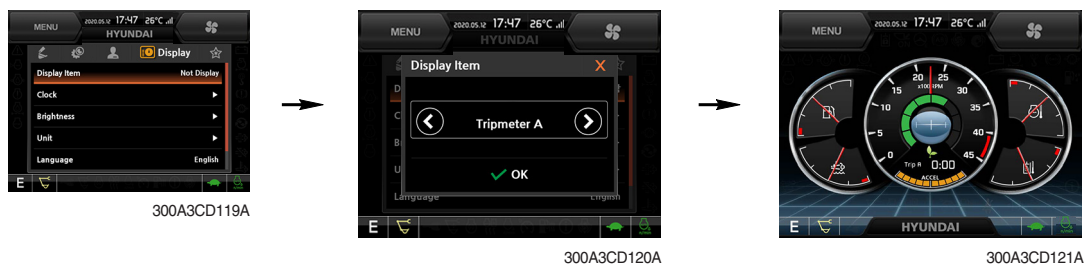 MENU
2020.05.12 17:47 26°C
HYUNDAI
Display
Display Item Not Display
Clock
Brightness
Unit
Language English
E
300A3CD119A
MENU
2020.05.12 17:47 26°C
HYUNDAI
Display Item X
Tripmeter A
OK
Language English
E
300A3CD120A
MENU
2020.05.12 17:47 26°C
20 25
x100RPM
15 30
10 35
5 40
0 45
Trip A 0:00
ACCEL
E
HYUNDAI
300A3CD121A